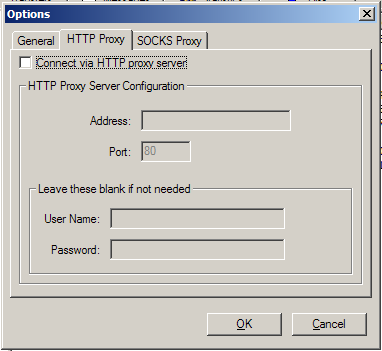 Options
General HTTP Proxy SOCKS Proxy
Connect via HTTP proxy server
HTTP Proxy Server Configuration
Address:
Port: 80
Leave these blank if not needed
User Name:
Password:
OK Cancel